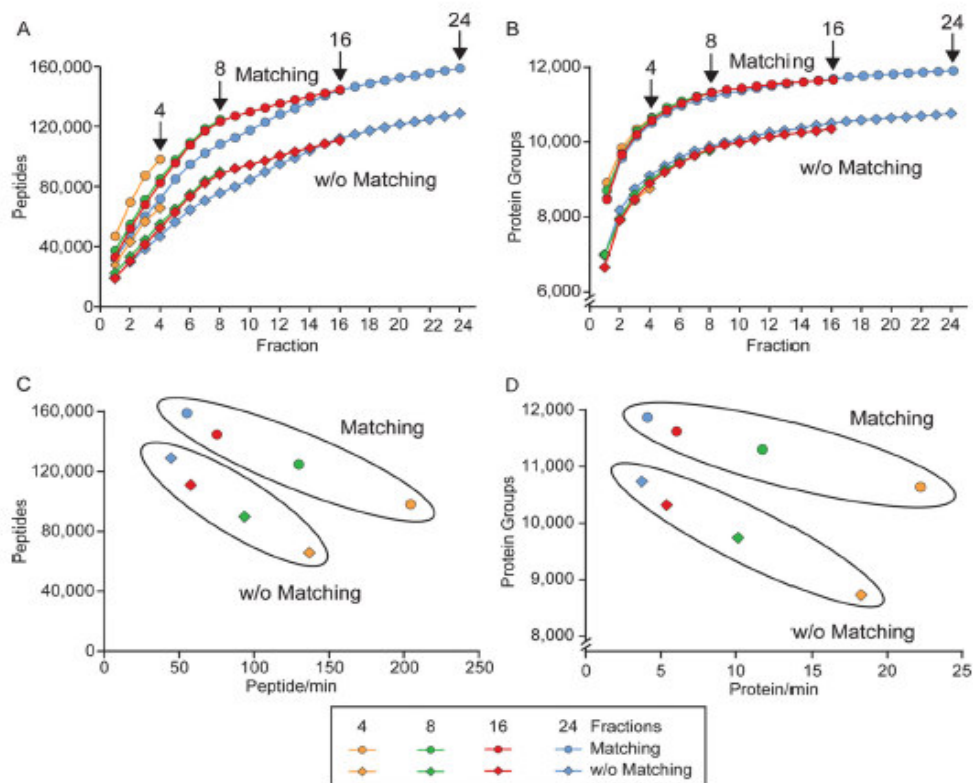 A
B
4
8
16
24
Matching
w/o Matching
160,000
120,000
80,000
40,000
0
Peptides
0 2 4 6 8 10 12 14 16 18 20 22 24
Fraction
4
8
16
24
Matching
w/o Matching
12,000
10,000
8,000
6,000
Protein Groups
0 2 4 6 8 10 12 14 16 18 20 22 24
Fraction
C
D
160,000
120,000
80,000
40,000
0
Peptides
Matching
w/o Matching
0 50 100 150 200 250
Peptide/min
12,000
11,000
10,000
9,000
8,000
Protein Groups
Matching
w/o Matching
0 5 10 15 20 25
Protein/min
4 8 16 24 Fractions
Matching
w/o Matching